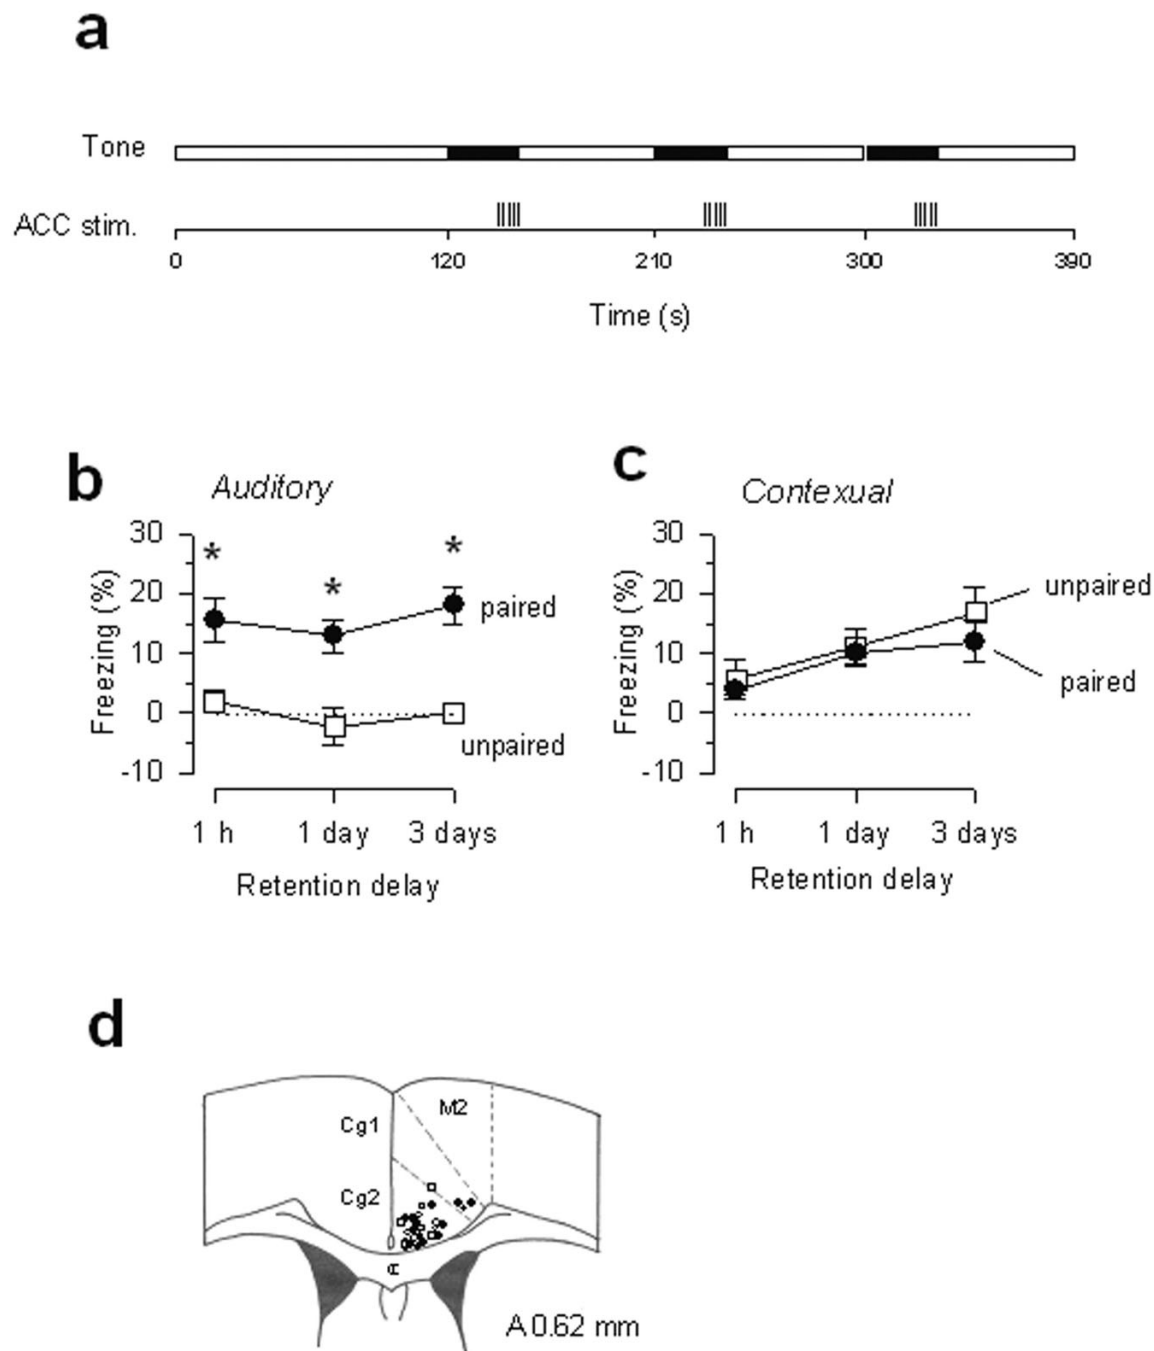 a
Tone
ACC stim.
0 120 210 300 390
Time (s)
b
Auditory
30
20
10
0
-10
Freezing (%)
* * *
paired
unpaired
1 h 1 day 3 days
Retention delay
c
Contexual
30
20
10
0
-10
Freezing (%)
unpaired
paired
1 h 1 day 3 days
Retention delay
d
Cg1
M2
Cg2
A 0.62 mm